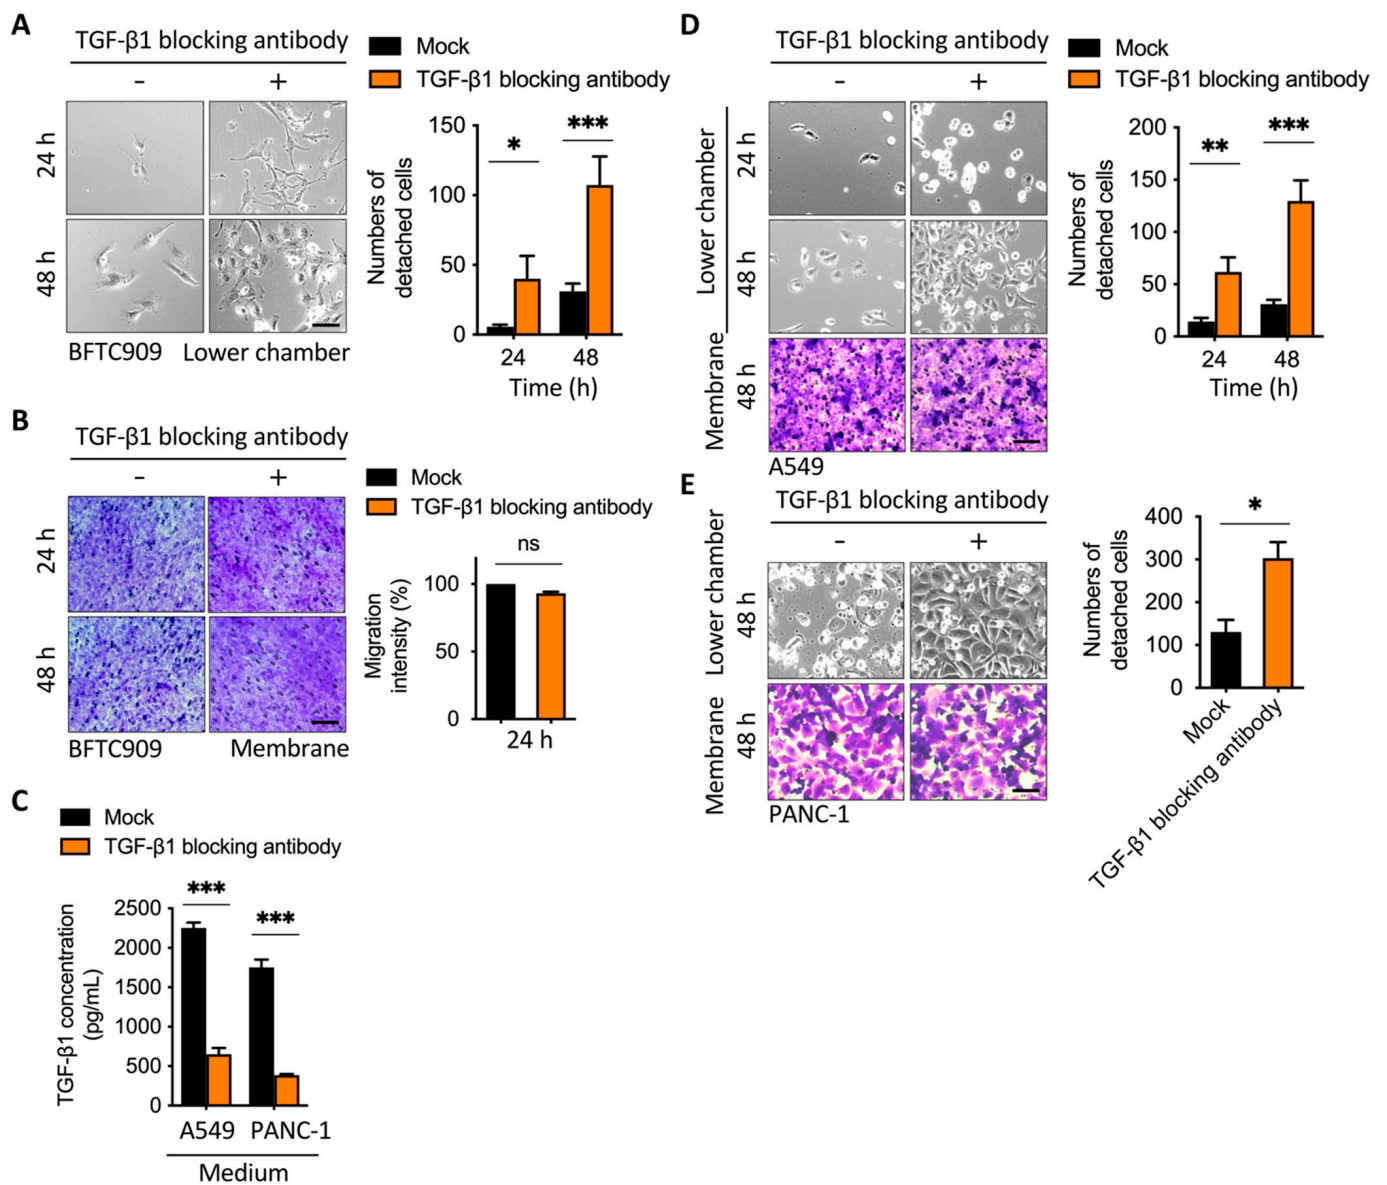 A
TGF-β1 blocking antibody
- +
24 h
48 h
BFTC909 Lower chamber
Mock
TGF-β1 blocking antibody
Numbers of
detached cells
150
100
50
0
*
***
24 48
Time (h)
B
TGF-β1 blocking antibody
- +
24 h
48 h
BFTC909 Membrane
Mock
TGF-β1 blocking antibody
Migration
intensity (%)
100
50
0
ns
24 h
C
Mock
TGF-β1 blocking antibody
TGF-β1 concentration
(pg/mL)
2500
2000
1500
1000
500
0
***
***
A549 PANC-1
Medium
D
TGF-β1 blocking antibody
- +
Lower chamber
24 h
48 h
Membrane
48 h
A549
Mock
TGF-β1 blocking antibody
Numbers of
detached cells
200
150
100
50
0
**
***
24 48
Time (h)
E
TGF-β1 blocking antibody
- +
Lower chamber
48 h
Membrane
48 h
PANC-1
Numbers of
detached cells
400
300
200
100
0
*
Mock
TGF-β1 blocking antibody